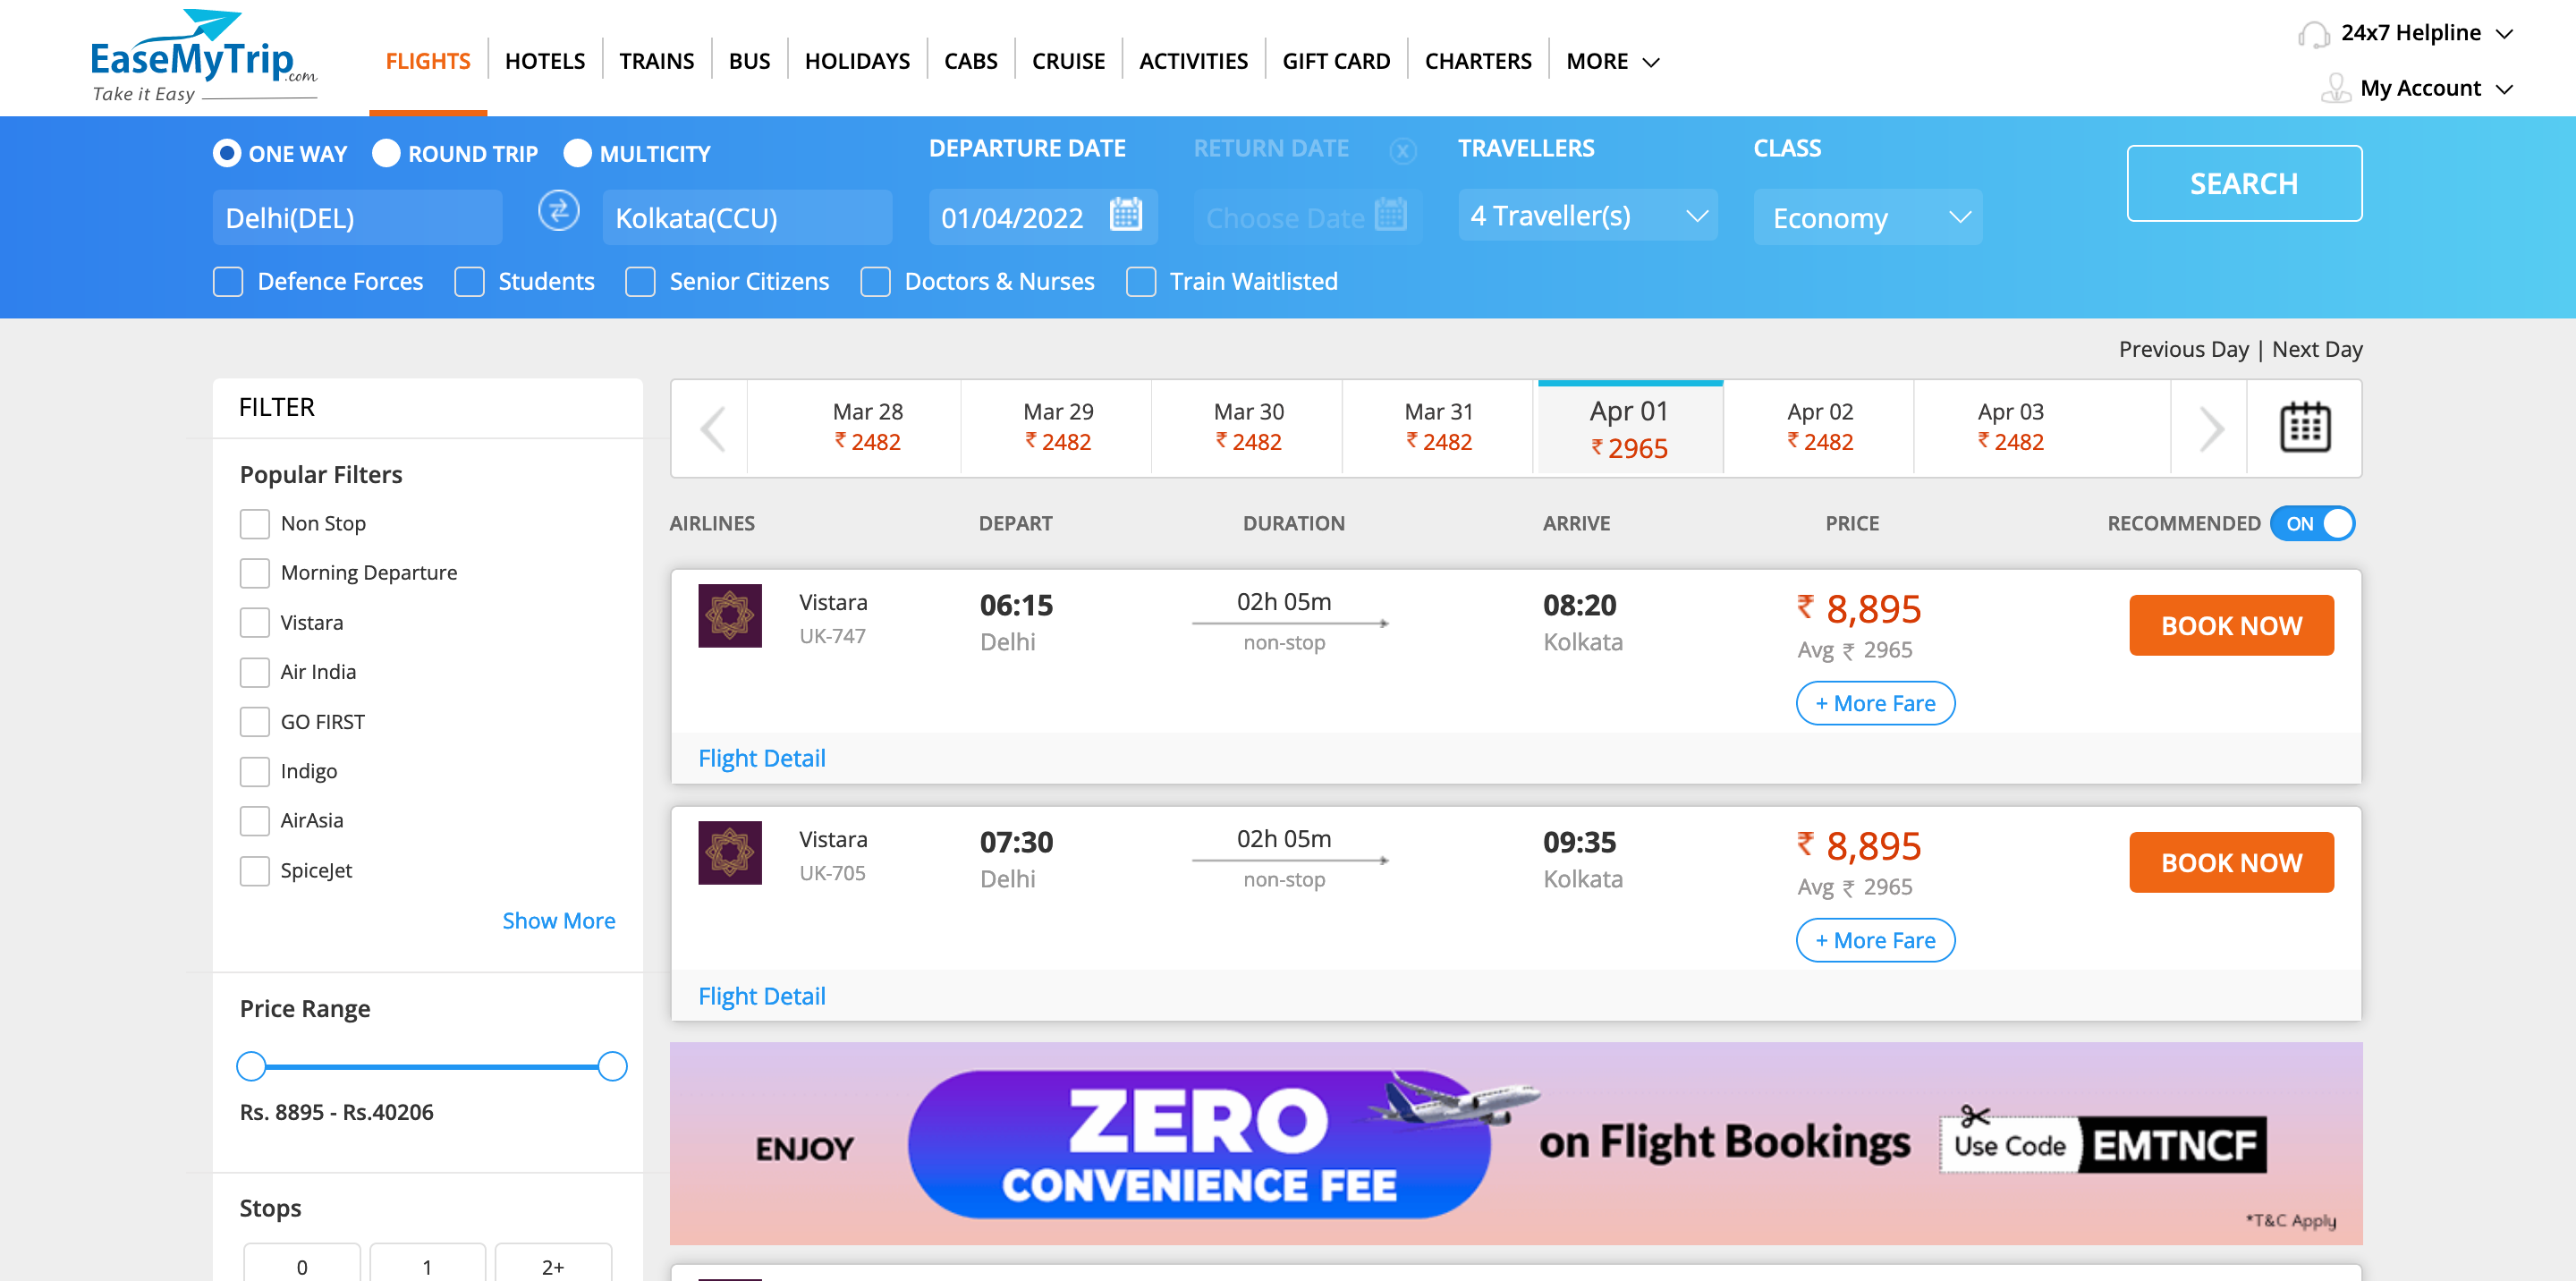 EaseMyTrip.com
Take it Easy
FLIGHTS
HOTELS
TRAINS
BUS
HOLIDAYS
CABS
CRUISE
ACTIVITIES
GIFT CARD
CHARTERS
MORE
24x7 Helpline
My Account
ONE WAY
ROUND TRIP
MULTICITY
DEPARTURE DATE
RETURN DATE
X
TRAVELLERS
CLASS
SEARCH
Delhi(DEL)
Kolkata(CCU)
01/04/2022
Choose Date
4 Traveller(s)
Economy
Defence Forces
Students
Senior Citizens
Doctors & Nurses
Train Waitlisted
Previous Day | Next Day
FILTER
Popular Filters
Non Stop
Morning Departure
Vistara
Air India
GO FIRST
Indigo
AirAsia
SpiceJet
Show More
Price Range
Rs. 8895 - Rs.40206
Stops
0
1
2+
Mar 28
₹ 2482
Mar 29
₹ 2482
Mar 30
₹ 2482
Mar 31
₹ 2482
Apr 01
₹ 2965
Apr 02
₹ 2482
Apr 03
₹ 2482
AIRLINES
DEPART
DURATION
ARRIVE
PRICE
RECOMMENDED
ON
Vistara
UK-747
06:15
Delhi
02h 05m
non-stop
08:20
Kolkata
₹ 8,895
Avg ₹ 2965
+ More Fare
BOOK NOW
Flight Detail
Vistara
UK-705
07:30
Delhi
02h 05m
non-stop
09:35
Kolkata
₹ 8,895
Avg ₹ 2965
+ More Fare
BOOK NOW
Flight Detail
ENJOY
ZERO
CONVENIENCE FEE
on Flight Bookings
Use Code
EMTNCF
*T&C Apply